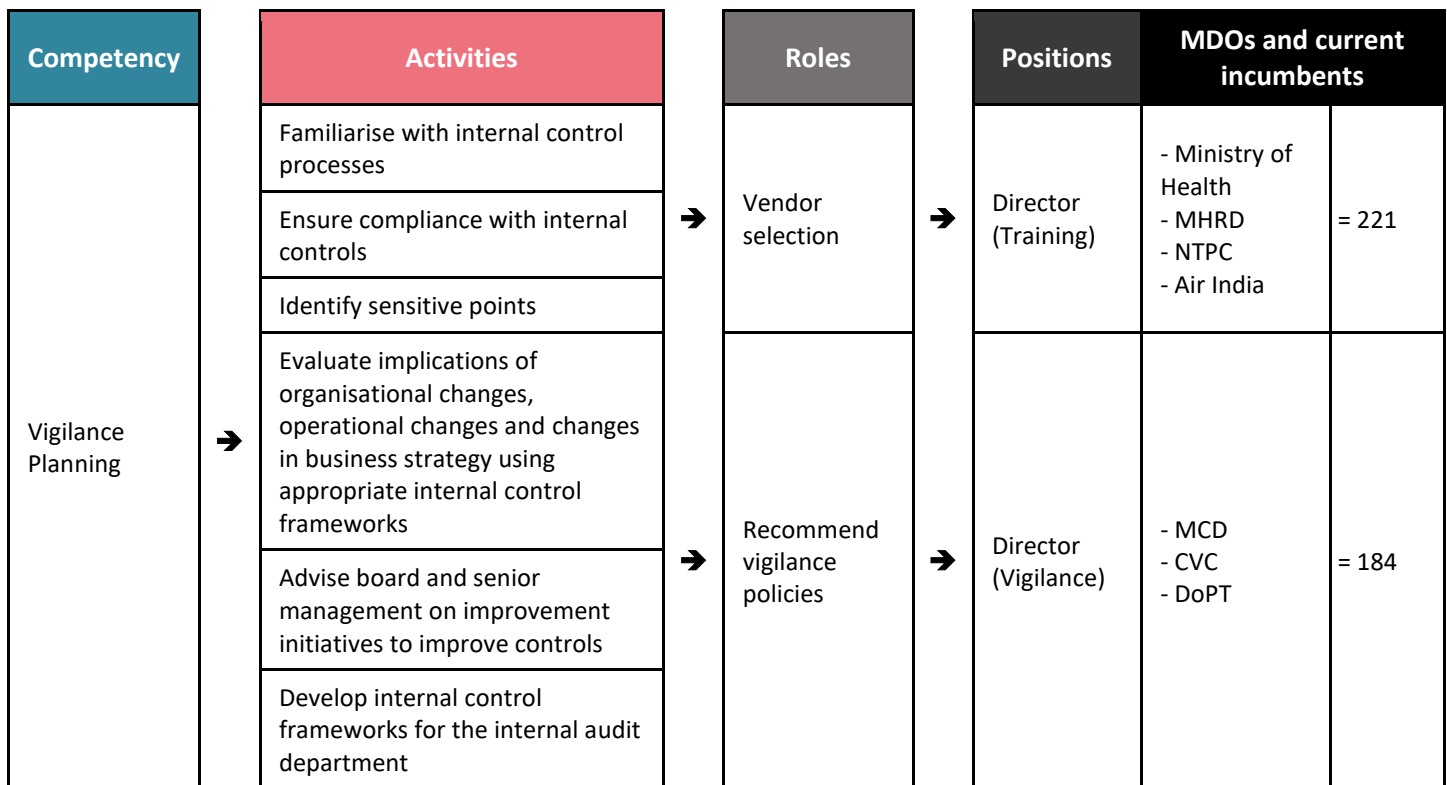 Competency
Activities
Roles
Positions
MDOs and current
incumbents
Vigilance
Planning
➔
Familiarise with internal control
processes
Ensure compliance with internal
controls
Identify sensitive points
➔
Vendor
selection
➔
Director
(Training)
- Ministry of
Health
- MHRD
- NTPC
- Air India
= 221
Evaluate implications of
organisational changes,
operational changes and changes
in business strategy using
appropriate internal control
frameworks
Advise board and senior
management on improvement
initiatives to improve controls
Develop internal control
frameworks for the internal audit
department
➔
Recommend
vigilance
policies
➔
Director
(Vigilance)
- MCD
- CVC
- DoPT
= 184